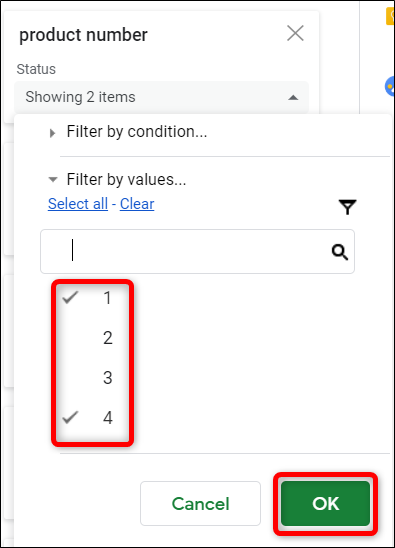 product number
Status
Showing 2 items
Filter by condition...
Filter by values...
Select all - Clear
1
2
3
4
Cancel
OK